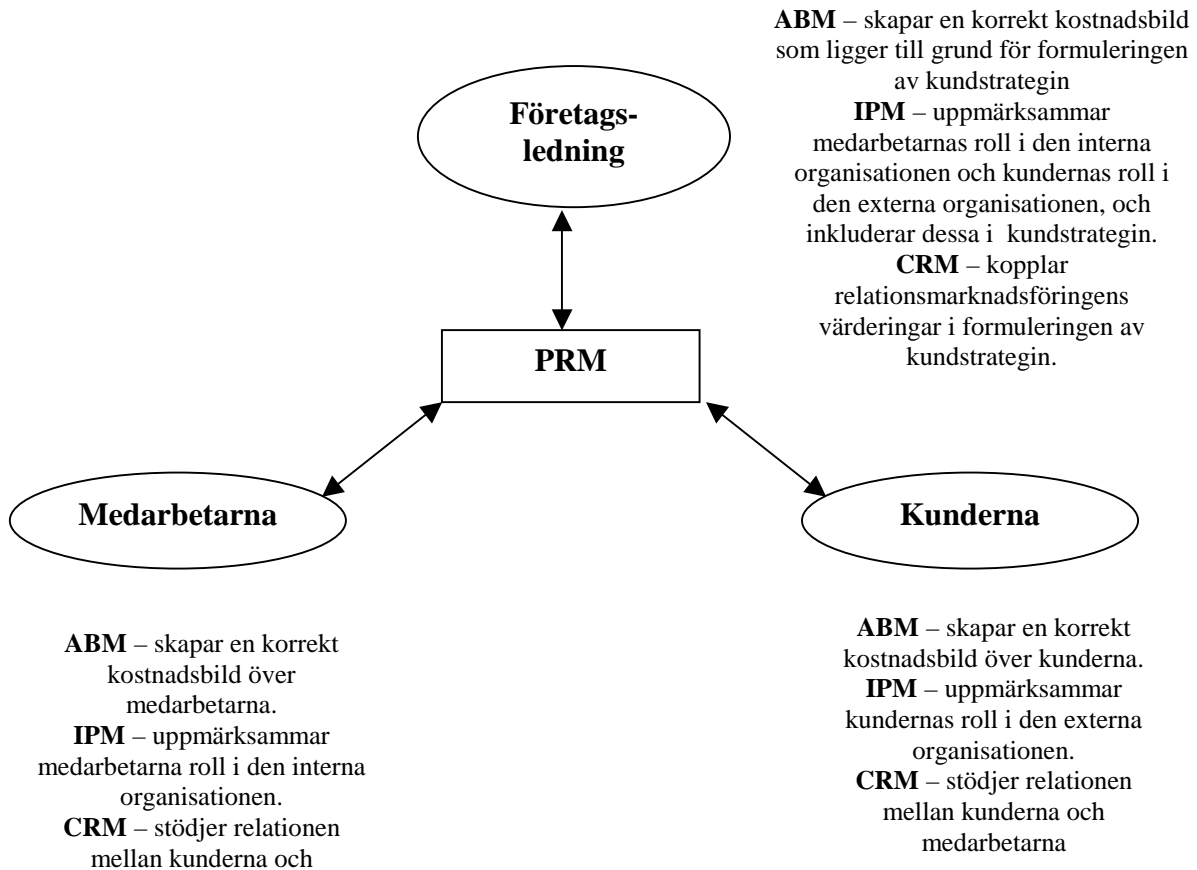 ABM – skapar en korrekt kostnadsbild
som ligger till grund för formuleringen
av kundstrategin
IPM – uppmärksammar
medarbetarnas roll i den interna
organisationen och kundernas roll i
den externa organisationen, och
inkluderar dessa i  kundstrategin.
CRM – kopplar
relationsmarknadsföringens
värderingar i formuleringen av
kundstrategin.
Företags-
ledning
PRM
Medarbetarna
Kunderna
ABM – skapar en korrekt
kostnadsbild över
medarbetarna.
IPM – uppmärksammar
medarbetarna roll i den interna
organisationen.
CRM – stödjer relationen
mellan kunderna och
ABM – skapar en korrekt
kostnadsbild över kunderna.
IPM – uppmärksammar
kundernas roll i den externa
organisationen.
CRM – stödjer relationen
mellan kunderna och
medarbetarna